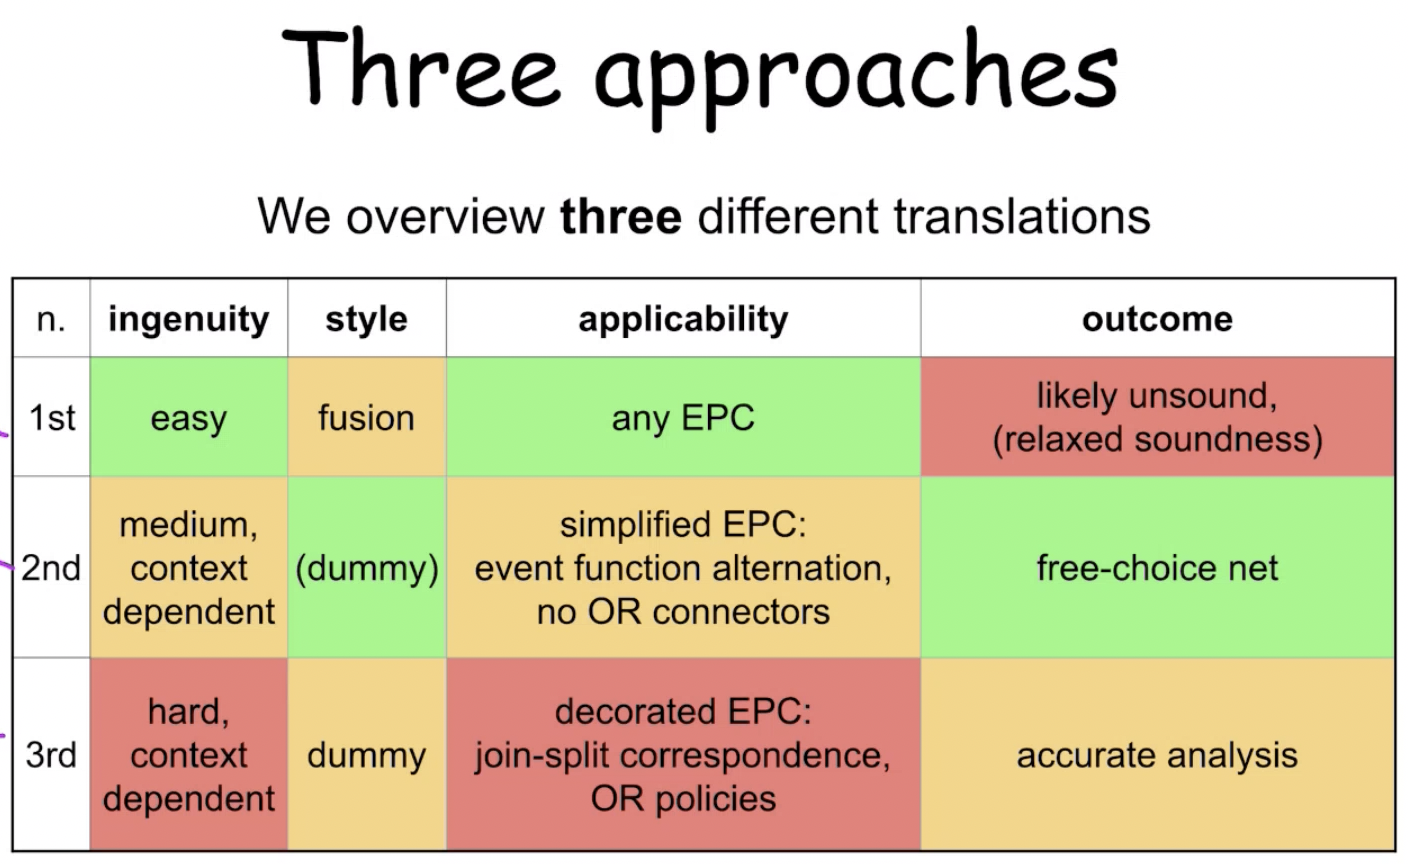 Three approaches
We overview three different translations
n. ingenuity style applicability outcome
1st easy fusion any EPC likely unsound,
(relaxed soundness)
2nd medium,
context
dependent (dummy) simplified EPC:
event function alternation,
no OR connectors free-choice net
3rd hard,
context
dependent dummy decorated EPC:
join-split correspondence,
OR policies accurate analysis